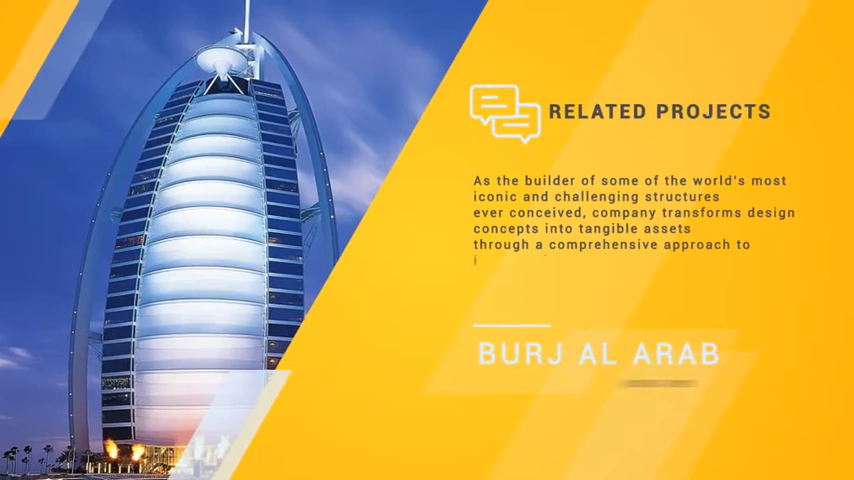 RELATED PROJECTS
As the builder of some of the world's most
iconic and challenging structures
ever conceived, company transforms design
concepts into tangible assets
through a comprehensive approach to
BURJ AL ARAB